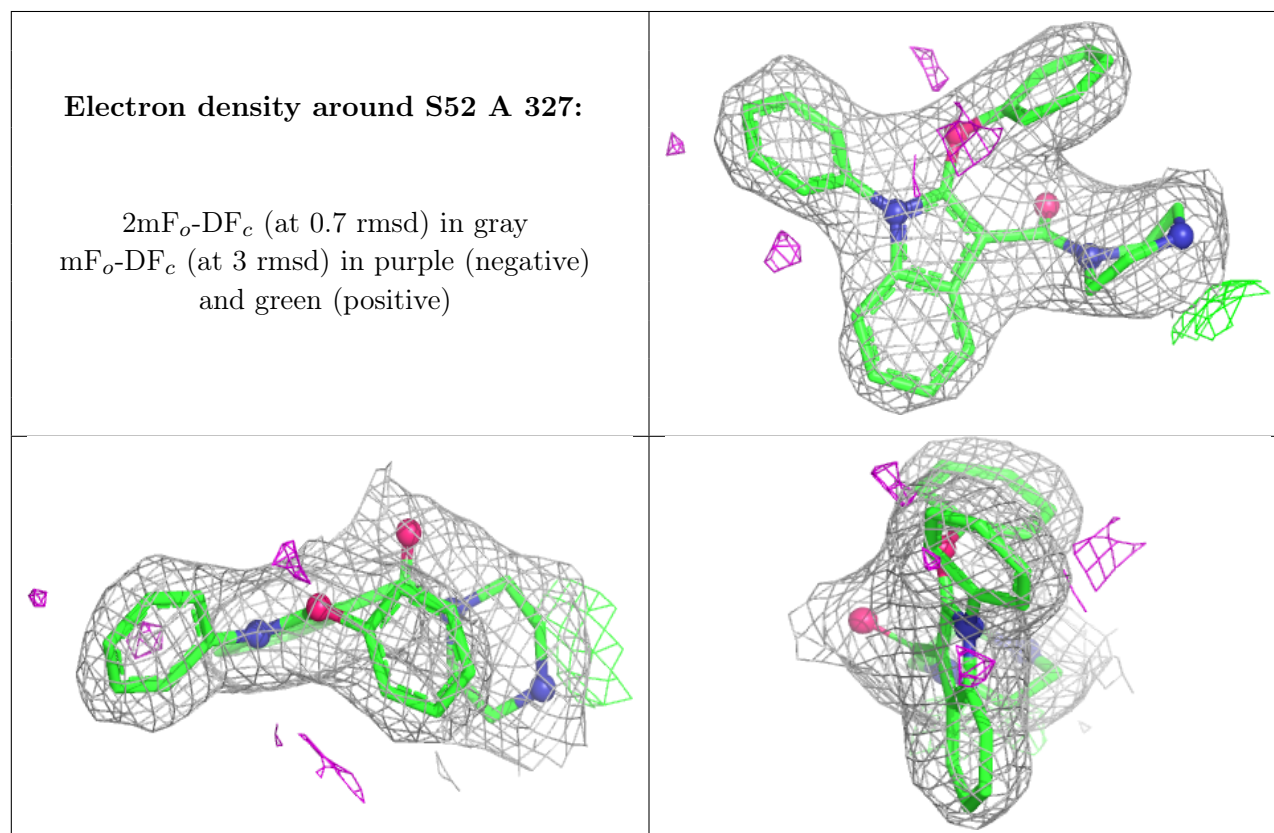 Electron density around S52 A 327:
2mFo-DFc (at 0.7 rmsd) in gray
mFo-DFc (at 3 rmsd) in purple (negative)
and green (positive)